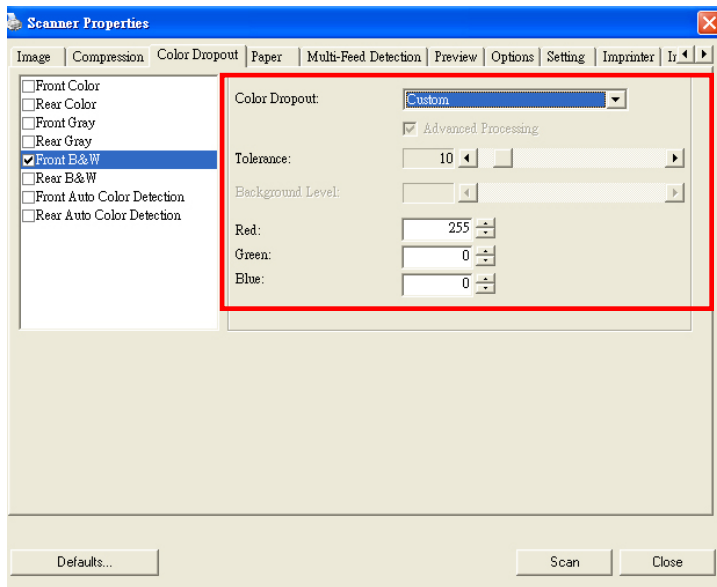 Scanner Properties
Image Compression Color Dropout Paper Multi-Feed Detection Preview Options Setting Imprinter
Front Color
Rear Color
Front Gray
Rear Gray
Front B&W
Rear B&W
Front Auto Color Detection
Rear Auto Color Detection
Color Dropout: Custom
Advanced Processing
Tolerance: 10
Background Level:
Red: 255
Green: 0
Blue: 0
Defaults... Scan Close